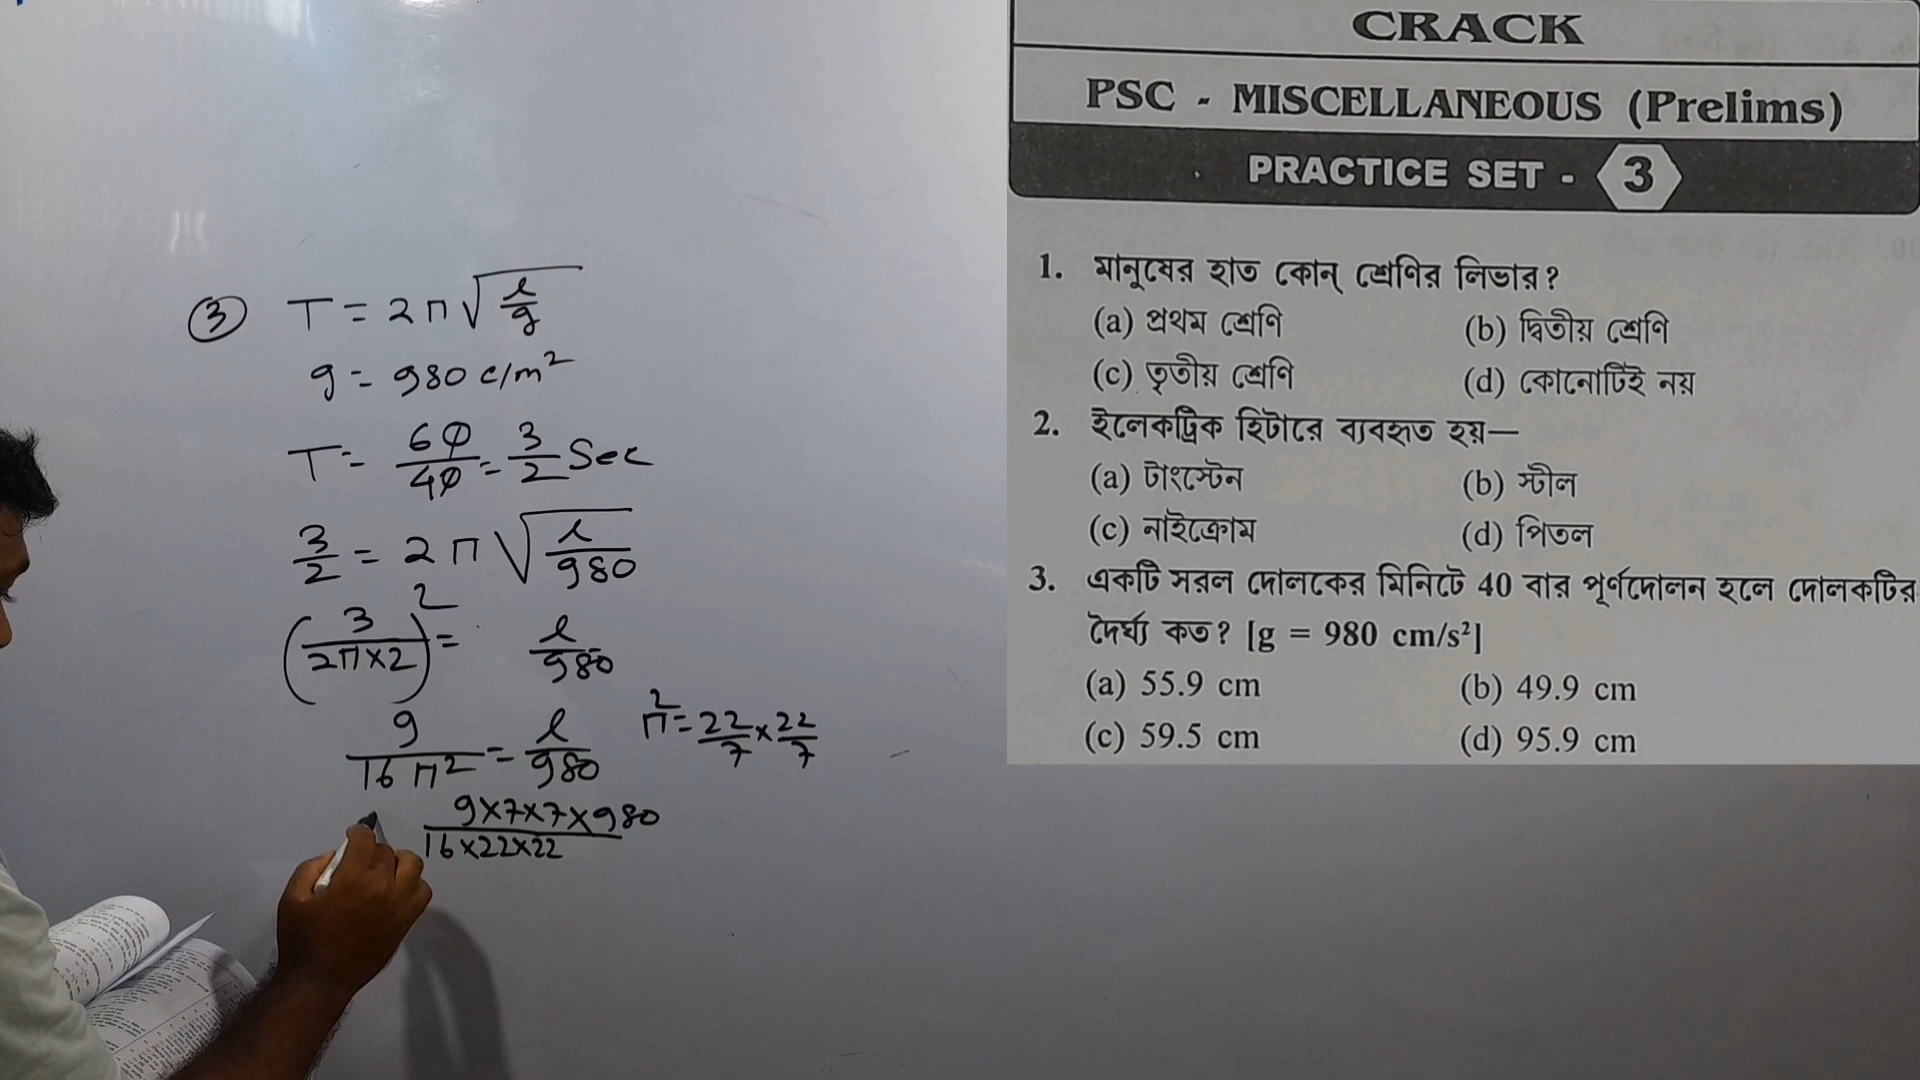 ③ T = 2π√(l/g)
g = 980 c/m²
T = 60/40 = 3/2 Sec
3/2 = 2π√(l/980)
(3/2π×2)² = l/980
9/16π² = l/980 π² = 22/7 × 22/7
9×7×7×980/16×22×22
CRACK
PSC - MISCELLANEOUS (Prelims)
PRACTICE SET - 3
1. মানুষের হাত কোন্ শ্রেণির লিভার?
(a) প্রথম শ্রেণি (b) দ্বিতীয় শ্রেণি
(c) তৃতীয় শ্রেণি (d) কোনোটিই নয়
2. ইলেকট্রিক হিটারে ব্যবহৃত হয়—
(a) টাংস্টেন (b) স্টীল
(c) নাইক্রোম (d) পিতল
3. একটি সরল দোলকের মিনিটে 40 বার পূর্ণদোলন হলে দোলকটির
দৈর্ঘ্য কত? [g = 980 cm/s²]
(a) 55.9 cm (b) 49.9 cm
(c) 59.5 cm (d) 95.9 cm